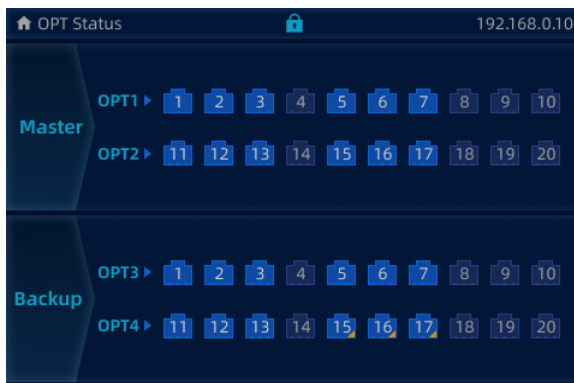 OPT Status 192.168.0.10
Master
OPT1 1 2 3 4 5 6 7 8 9 10
OPT2 11 12 13 14 15 16 17 18 19 20
Backup
OPT3 1 2 3 4 5 6 7 8 9 10
OPT4 11 12 13 14 15 16 17 18 19 20